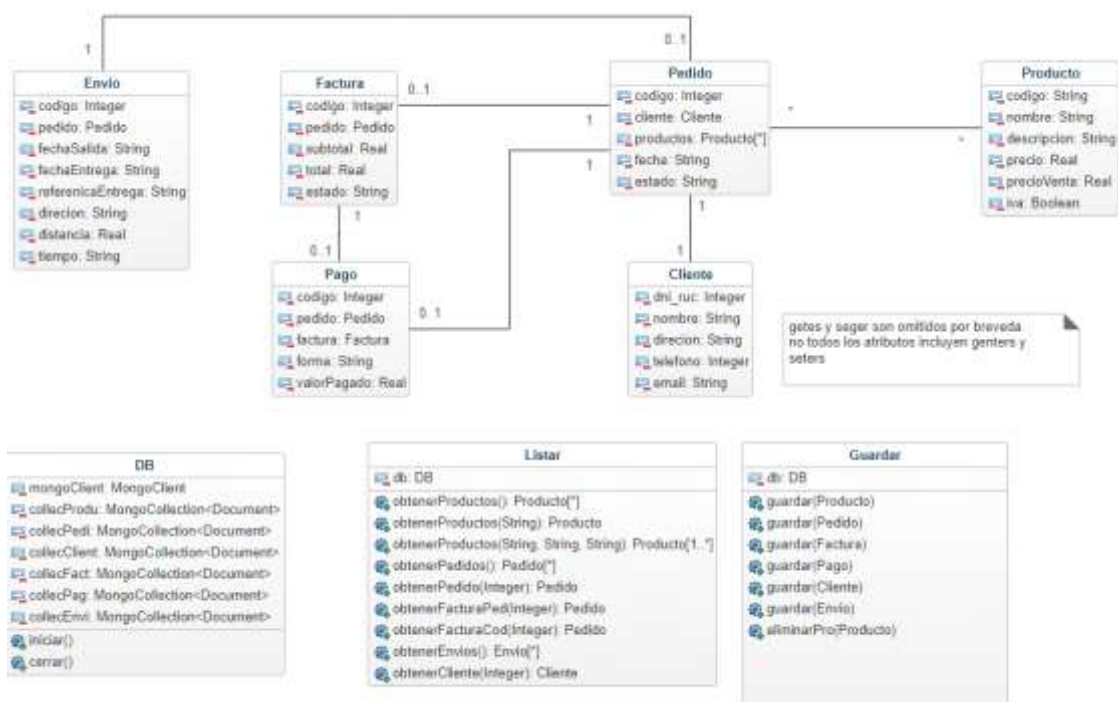 1
0..1
Envio
codigo: Integer
pedido: Pedido
fechaSalida: String
fechaEntrega: String
referenicaEntrega: String
direcion: String
distancia: Real
tiempo: String
Factura
codigo: Integer
pedido: Pedido
subtotal: Real
total: Real
estado: String
0..1
1
1
0..1
Pedido
codigo: Integer
cliente: Cliente
productos: Producto[*]
fecha: String
estado: String
1
*
*
Producto
codigo: String
nombre: String
descripcion: String
precio: Real
precioVenta: Real
iva: Boolean
1
1
Pago
codigo: Integer
pedido: Pedido
factura: Factura
forma: String
valorPagado: Real
0..1
Cliente
dni_ruc: Integer
nombre: String
direcion: String
telefono: Integer
email: String
getes y seger son omitidos por breveda
no todos los atributos incluyen genters y
seters
DB
mongoClient: MongoClient
collecProdu: MongoCollection<Document>
collecPedi: MongoCollection<Document>
collecClient: MongoCollection<Document>
collecFact: MongoCollection<Document>
collecPag: MongoCollection<Document>
collecEnvi: MongoCollection<Document>
iniciar()
cerrar()
Listar
db: DB
obtenerProductos(): Producto[*]
obtenerProductos(String): Producto
obtenerProductos(String, String, String): Producto[1..*]
obtenerPedidos(): Pedido[*]
obtenerPedido(Integer): Pedido
obtenerFacturaPed(Integer): Pedido
obtenerFacturaCod(Integer): Pedido
obtenerEnvios(): Envio[*]
obtenerCliente(Integer): Cliente
Guardar
db: DB
guardar(Producto)
guardar(Pedido)
guardar(Factura)
guardar(Pago)
guardar(Cliente)
guardar(Envio)
eliminarPro(Producto)